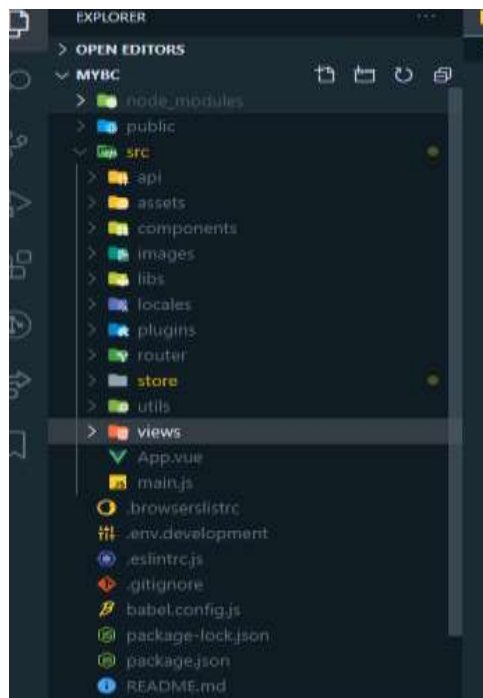 EXPLORER
OPEN EDITORS
MYBC
node_modules
public
src
api
assets
components
images
libs
locales
plugins
router
store
utils
views
App.vue
main.js
.browserslistrc
.env.development
.eslintrc.js
.gitignore
babel.config.js
package-lock.json
package.json
README.md